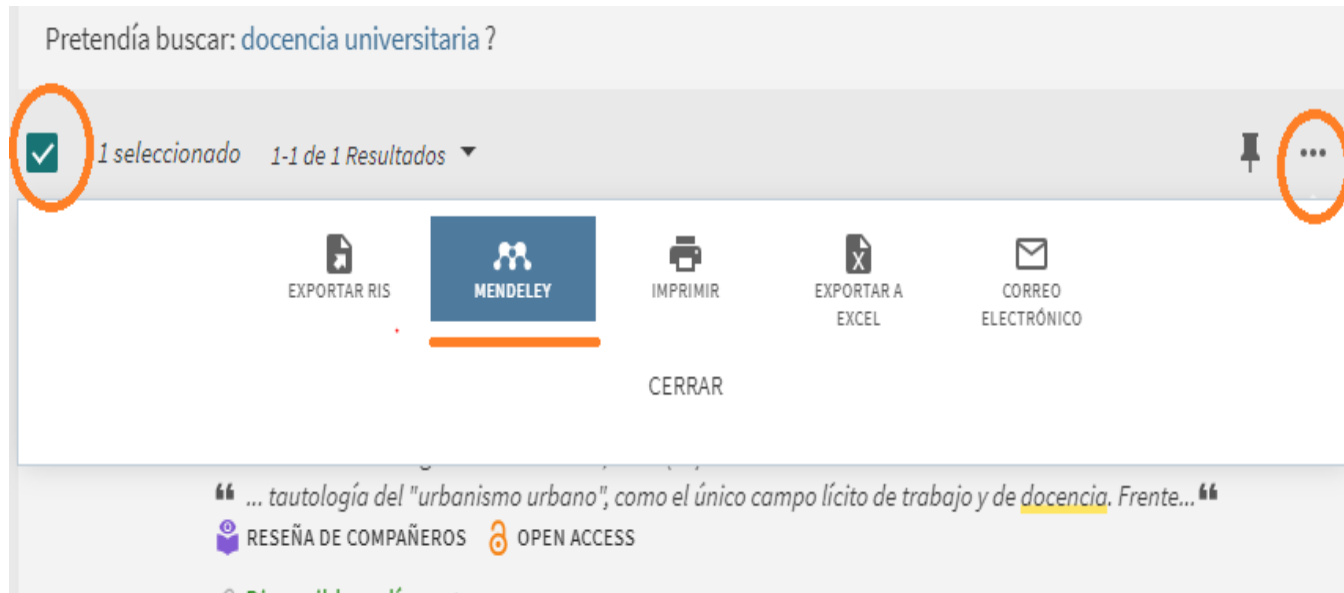 Pretendía buscar: docencia universitaria ?
1 seleccionado 1-1 de 1 Resultados
EXPORTAR RIS
MENDELEY
IMPRIMIR
EXPORTAR A
EXCEL
CORREO
ELECTRÓNICO
CERRAR
... tautología del "urbanismo urbano", como el único campo lícito de trabajo y de docencia. Frente...
RESEÑA DE COMPAÑEROS OPEN ACCESS